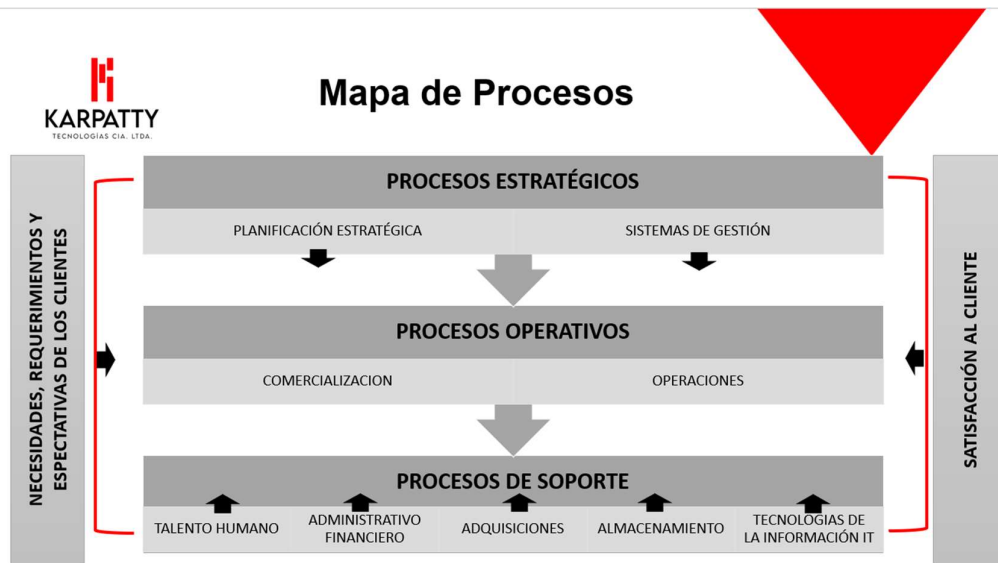 KARPATTY
TECNOLOGÍAS CIA. LTDA.
Mapa de Procesos
NECESIDADES, REQUERIMIENTOS Y
ESPECTATIVAS DE LOS CLIENTES
PROCESOS ESTRATÉGICOS
PLANIFICACIÓN ESTRATÉGICA
SISTEMAS DE GESTIÓN
PROCESOS OPERATIVOS
COMERCIALIZACION
OPERACIONES
PROCESOS DE SOPORTE
TALENTO HUMANO
ADMINISTRATIVO
FINANCIERO
ADQUISICIONES
ALMACENAMIENTO
TECNOLOGIAS DE
LA INFORMACIÓN IT
SATISFACCIÓN AL CLIENTE